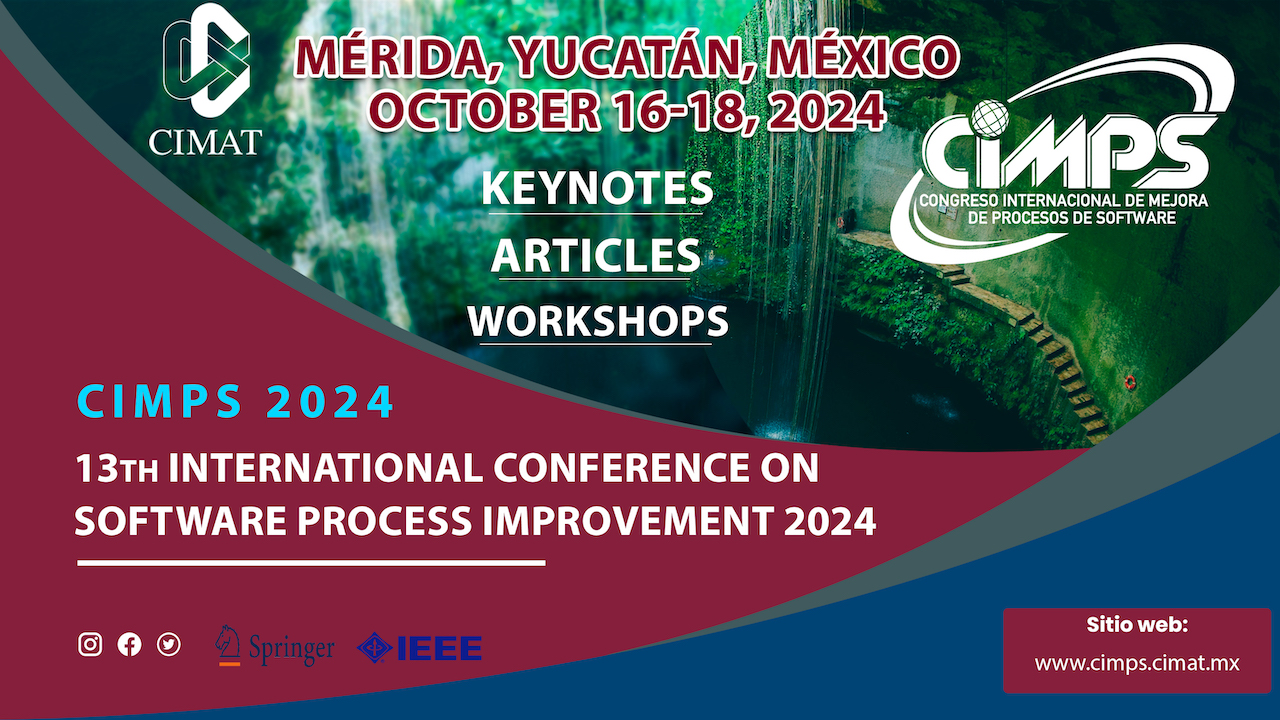 CIMAT
MÉRIDA, YUCATÁN, MÉXICO
OCTOBER 16-18, 2024
CIMPS
CONGRESO INTERNACIONAL DE MEJORA
DE PROCESOS DE SOFTWARE
KEYNOTES
ARTICLES
WORKSHOPS
CIMPS 2024
13TH INTERNATIONAL CONFERENCE ON
SOFTWARE PROCESS IMPROVEMENT 2024
Springer
IEEE
Sitio web:
www.cimps.cimat.mx